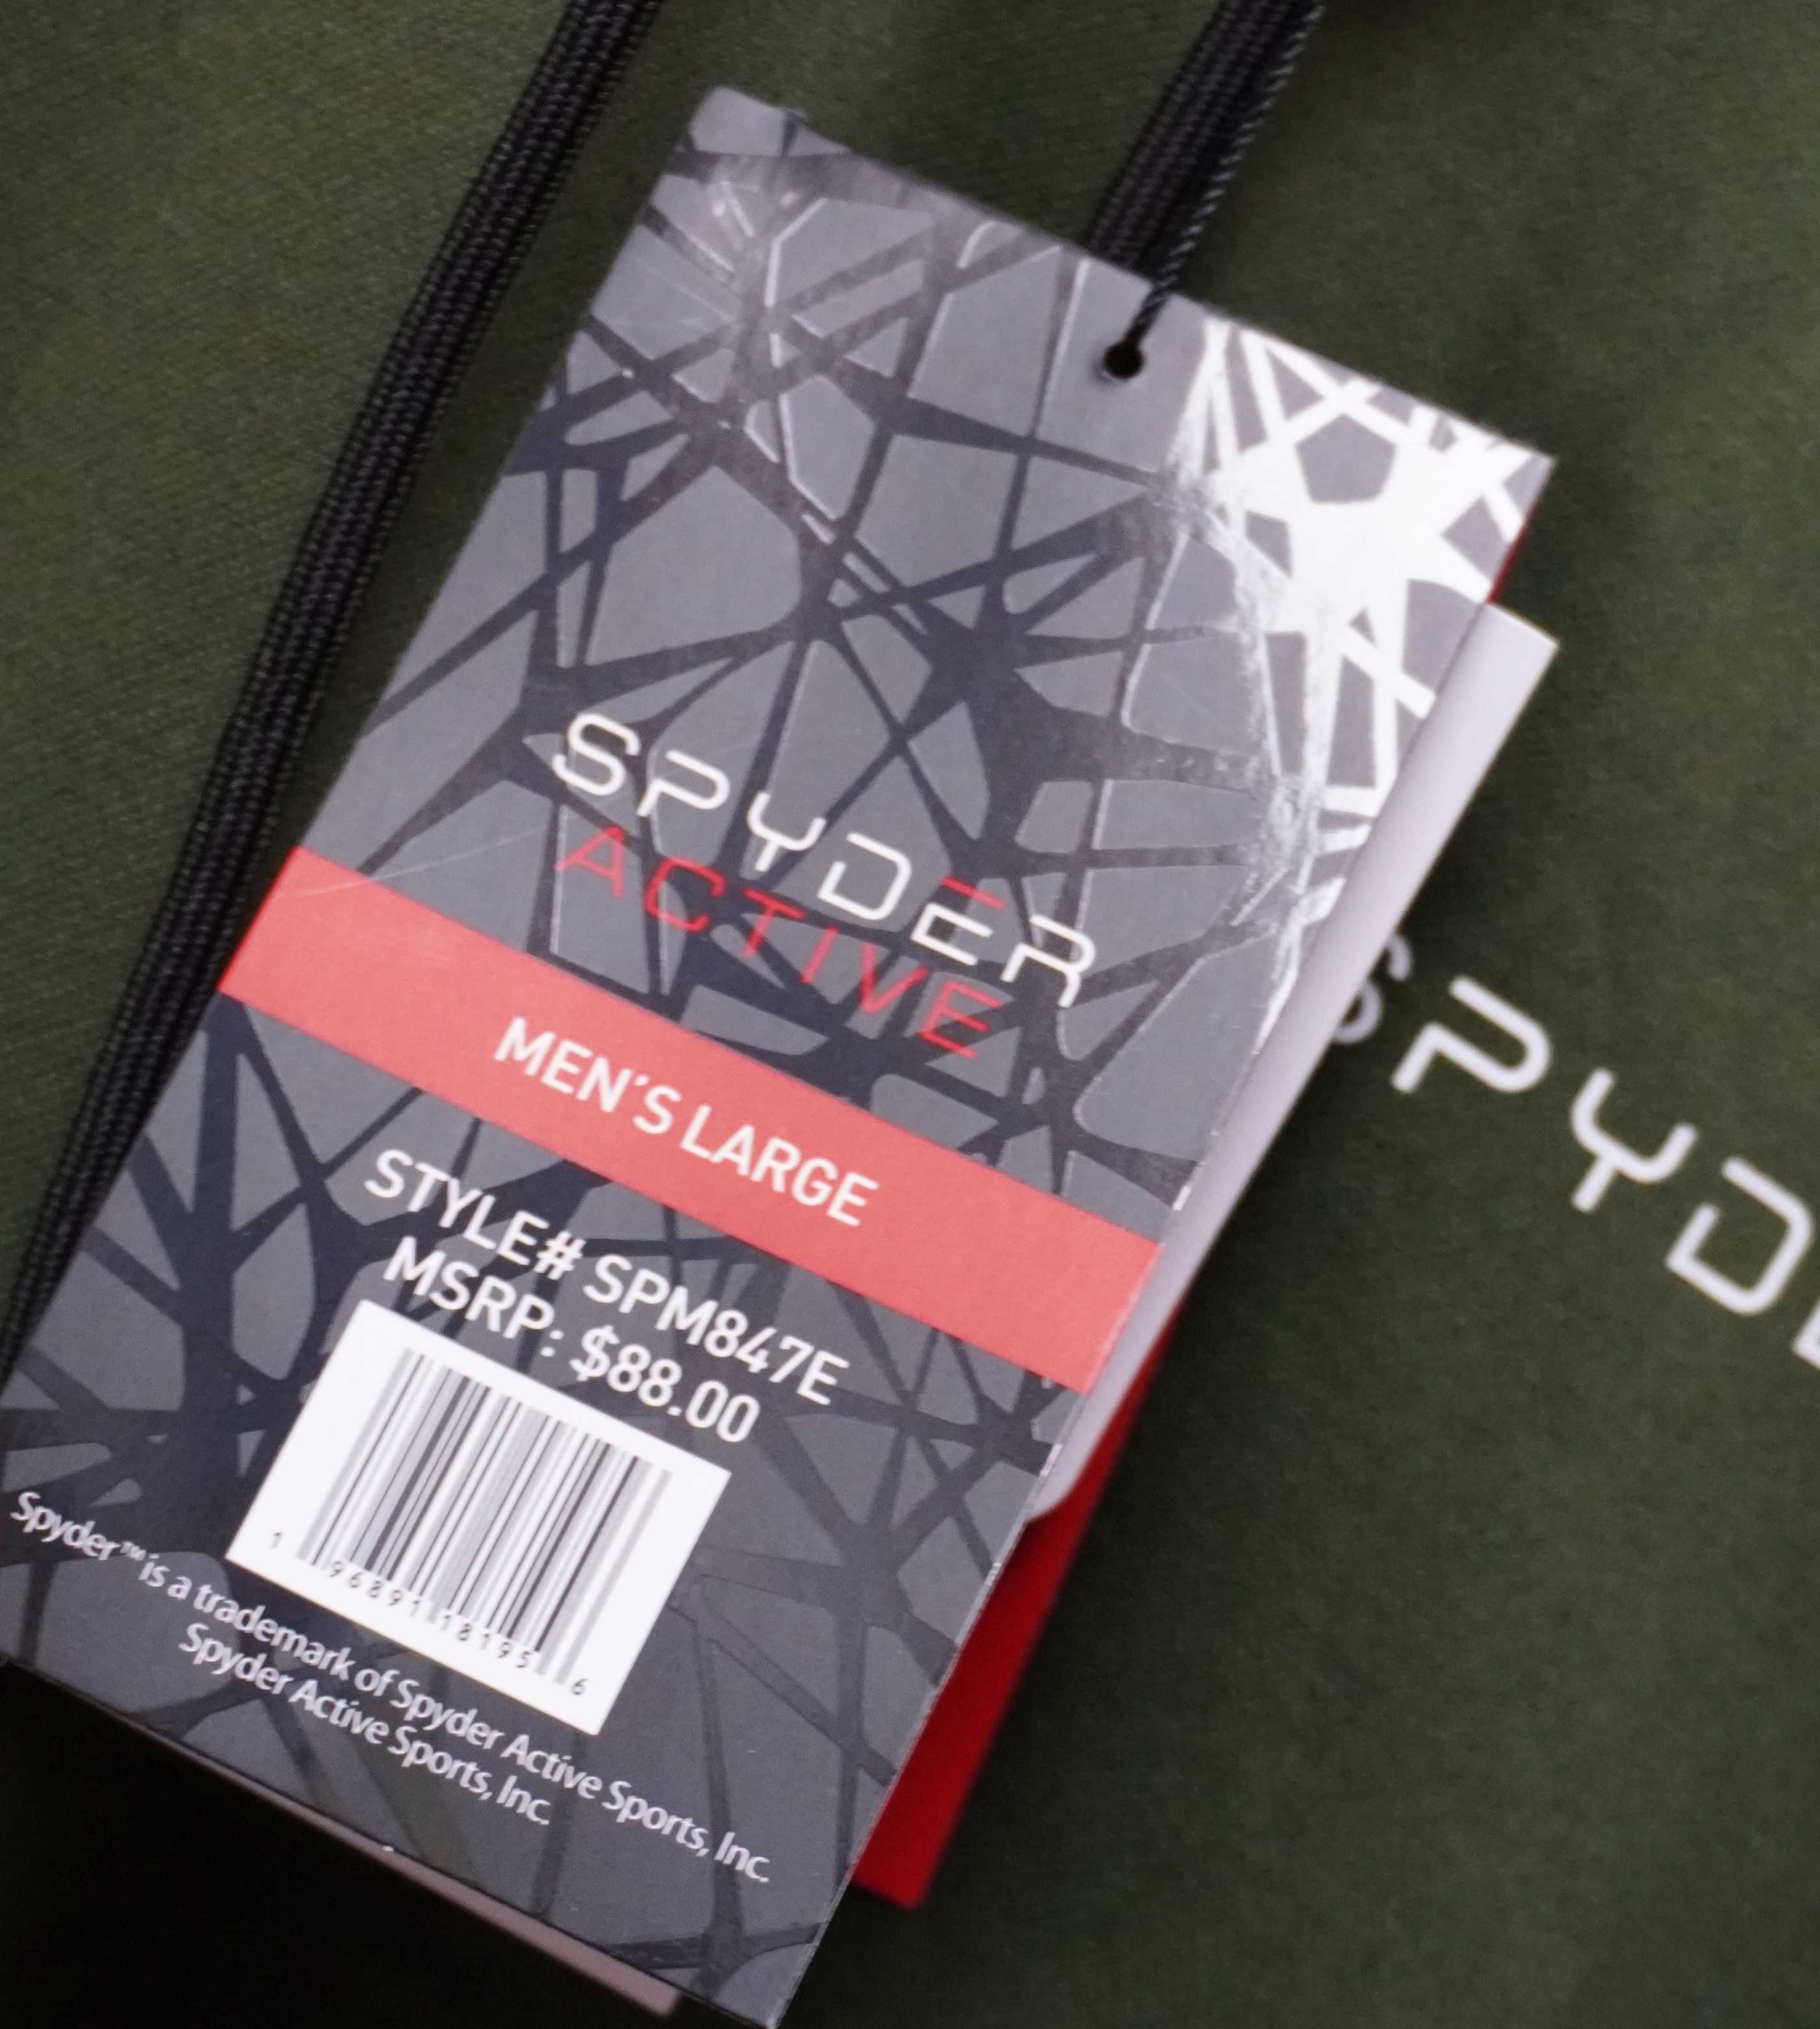 SPYDER
ACTIVE
MEN'S LARGE
STYLE# SPM847E
MSRP: $88.00
1 96891 18195 6
Spyder™ is a trademark of Spyder Active Sports, Inc.
Spyder Active Sports, Inc.
SPYD